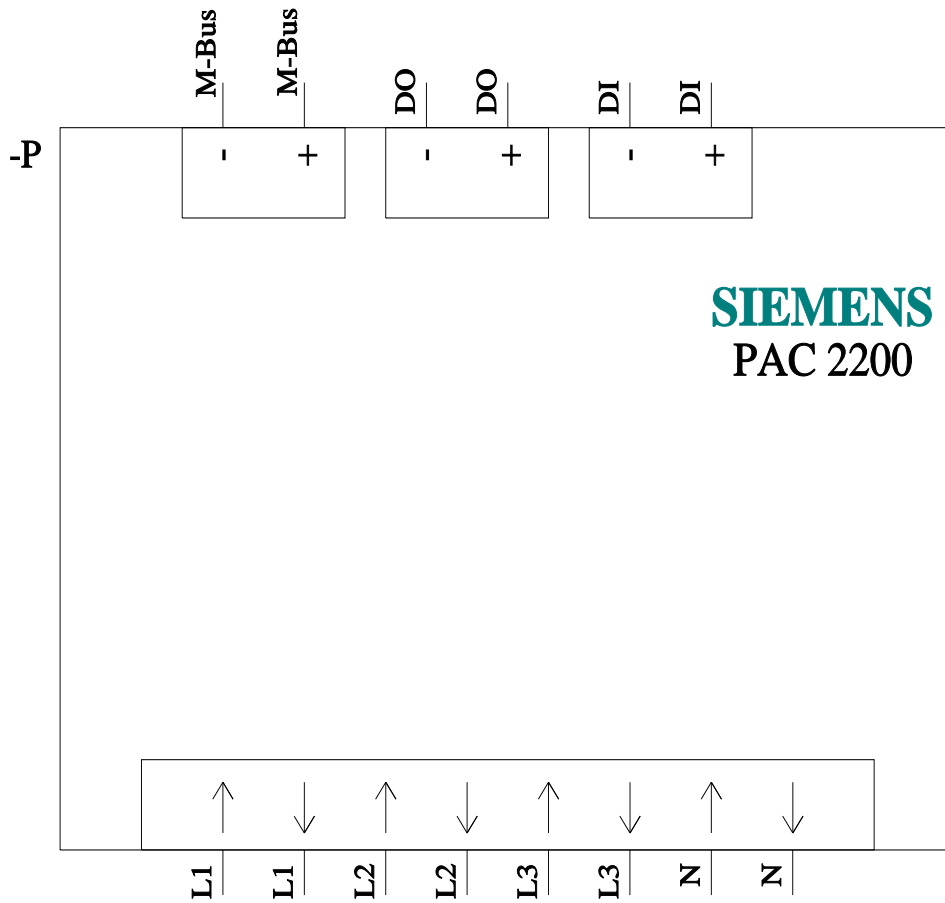 M-Bus M-Bus DO DO DI DI
-P
- + - + - +
SIEMENS
PAC 2200
L1 L1 L2 L2 L3 L3 N N